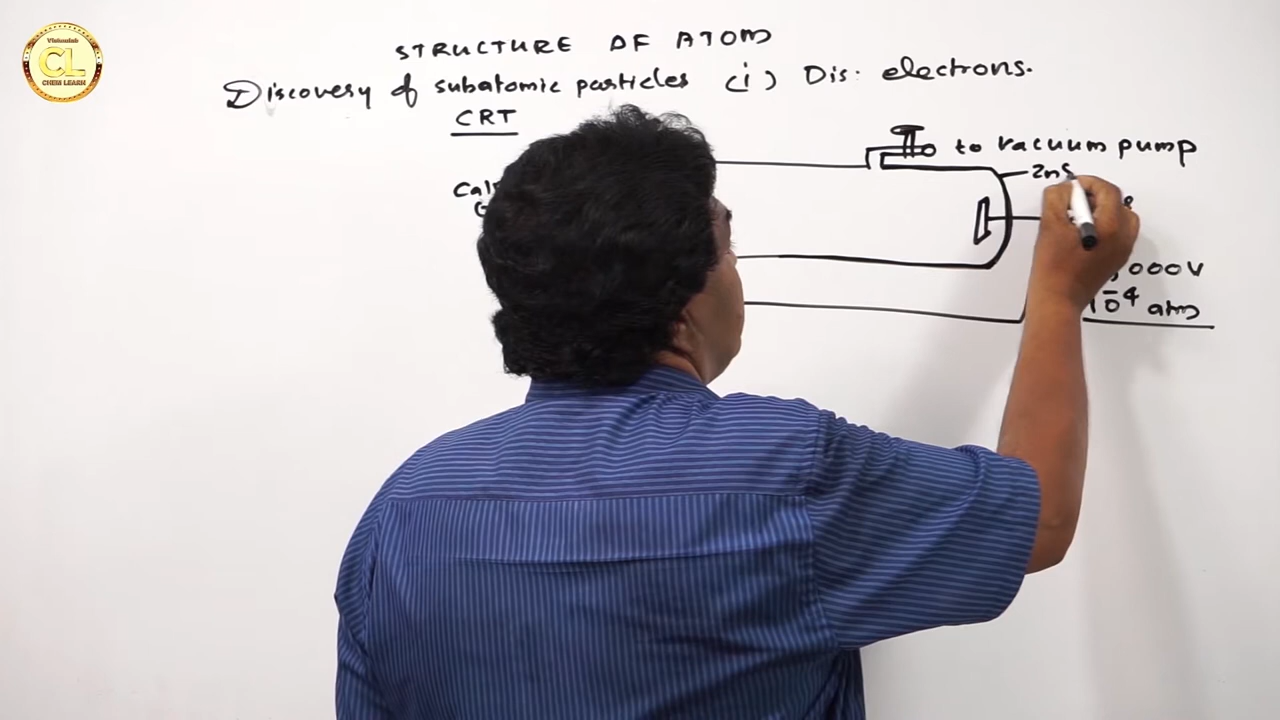 Visionlab
CL
CHEM LEARN
STRUCTURE OF ATOM
Discovery of subatomic particles (i) Dis. electrons.
CRT
to vacuum pump
ZnS
000V
10⁻⁴ atm